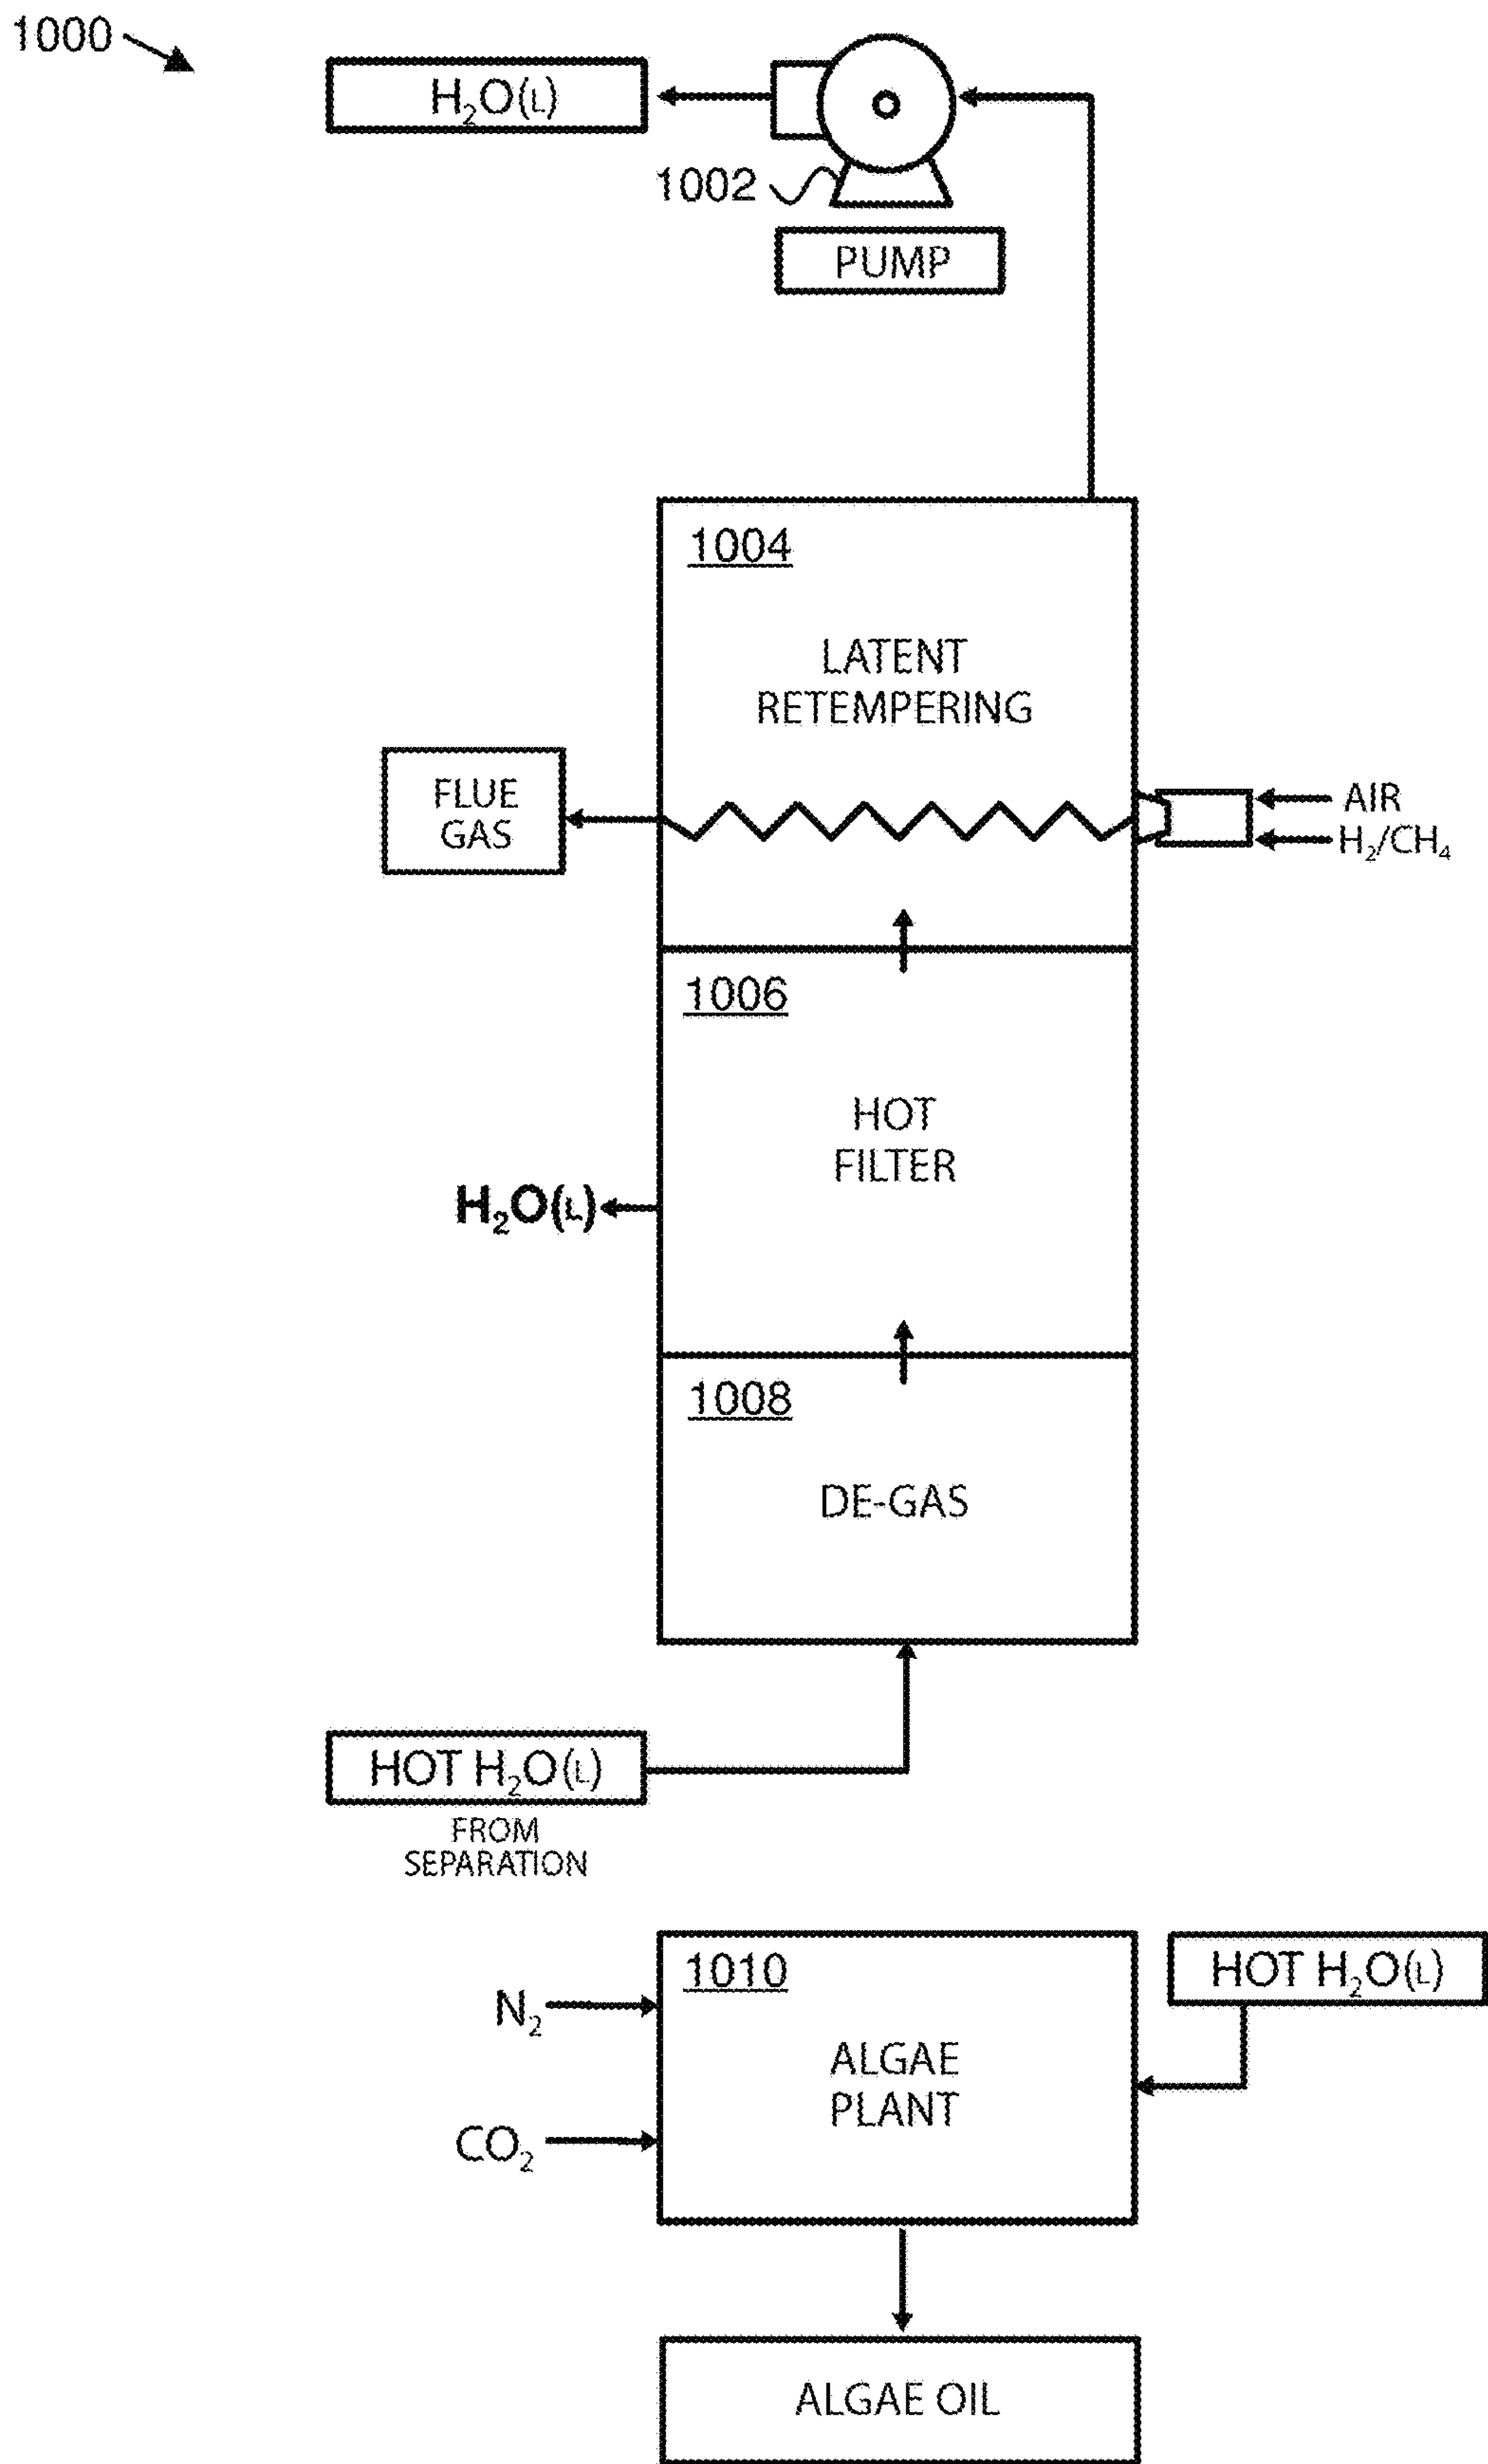 1000
H₂O(L)
1002
PUMP
1004
LATENT
RETEMPERING
FLUE
GAS
AIR
H₂/CH₄
1006
HOT
FILTER
H₂O(L)
1008
DE-GAS
HOT H₂O(L)
FROM
SEPARATION
1010
HOT H₂O(L)
N₂
ALGAE
PLANT
CO₂
ALGAE OIL